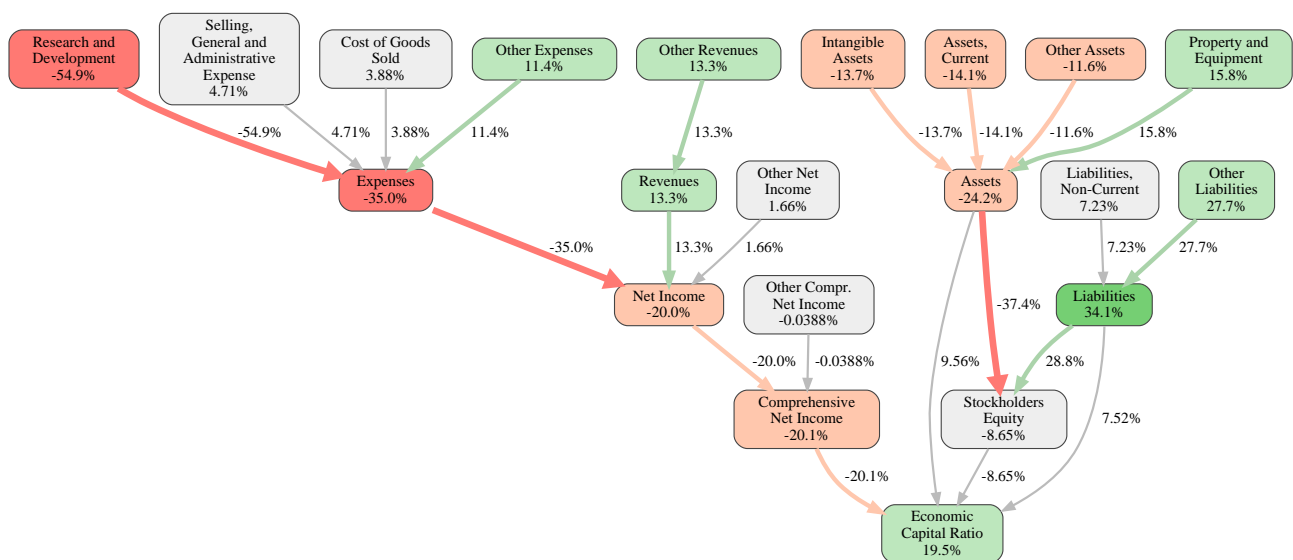 Research and
Development
-54.9%
Selling,
General and
Administrative
Expense
4.71%
Cost of Goods
Sold
3.88%
Other Expenses
11.4%
Other Revenues
13.3%
Intangible
Assets
-13.7%
Assets,
Current
-14.1%
Other Assets
-11.6%
Property and
Equipment
15.8%
-54.9%
4.71%
3.88%
11.4%
13.3%
-13.7%
-14.1%
-11.6%
15.8%
Expenses
-35.0%
Revenues
13.3%
Other Net
Income
1.66%
Assets
-24.2%
Liabilities,
Non-Current
7.23%
Other
Liabilities
27.7%
-35.0%
13.3%
1.66%
7.23%
27.7%
Net Income
-20.0%
Other Compr.
Net Income
-0.0388%
-37.4%
Liabilities
34.1%
-20.0%
-0.0388%
9.56%
28.8%
Comprehensive
Net Income
-20.1%
Stockholders
Equity
-8.65%
7.52%
-20.1%
-8.65%
Economic
Capital Ratio
19.5%